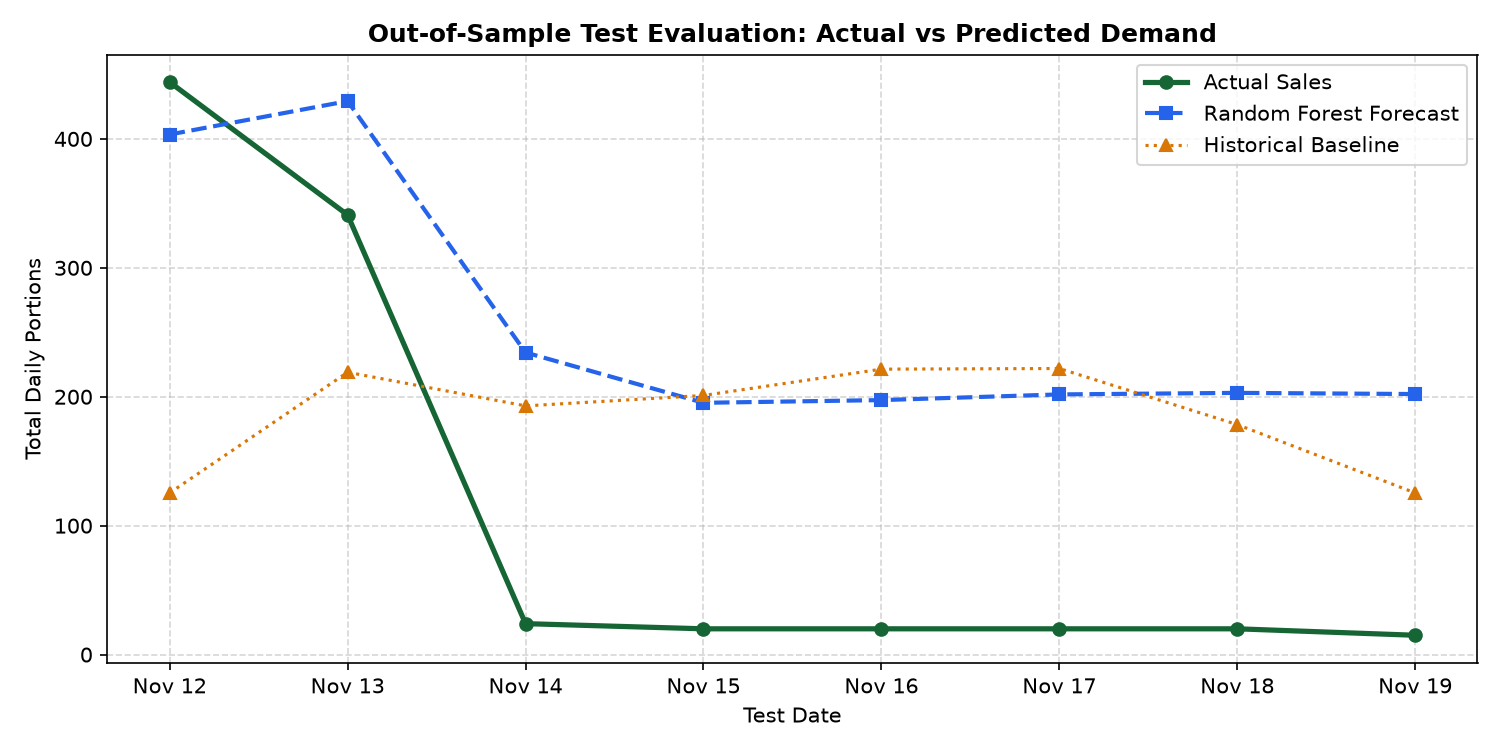 Out-of-Sample Test Evaluation: Actual vs Predicted Demand
Actual Sales
Random Forest Forecast
Historical Baseline
Total Daily Portions
400
300
200
100
0
Nov 12 Nov 13 Nov 14 Nov 15 Nov 16 Nov 17 Nov 18 Nov 19
Test Date